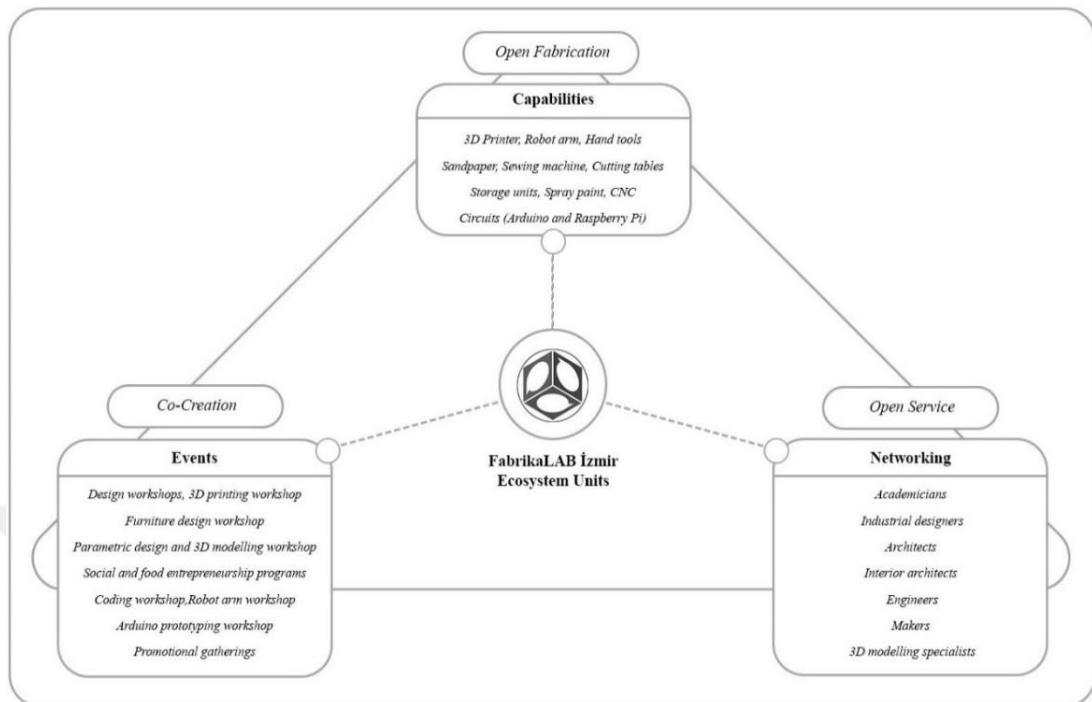 Open Fabrication
Capabilities
3D Printer, Robot arm, Hand tools
Sandpaper, Sewing machine, Cutting tables
Storage units, Spray paint, CNC
Circuits (Arduino and Raspberry Pi)
FabrikaLAB İzmir
Ecosystem Units
Co-Creation
Events
Design workshops, 3D printing workshop
Furniture design workshop
Parametric design and 3D modelling workshop
Social and food entrepreneurship programs
Coding workshop,Robot arm workshop
Arduino prototyping workshop
Promotional gatherings
Open Service
Networking
Academicians
Industrial designers
Architects
Interior architects
Engineers
Makers
3D modelling specialists